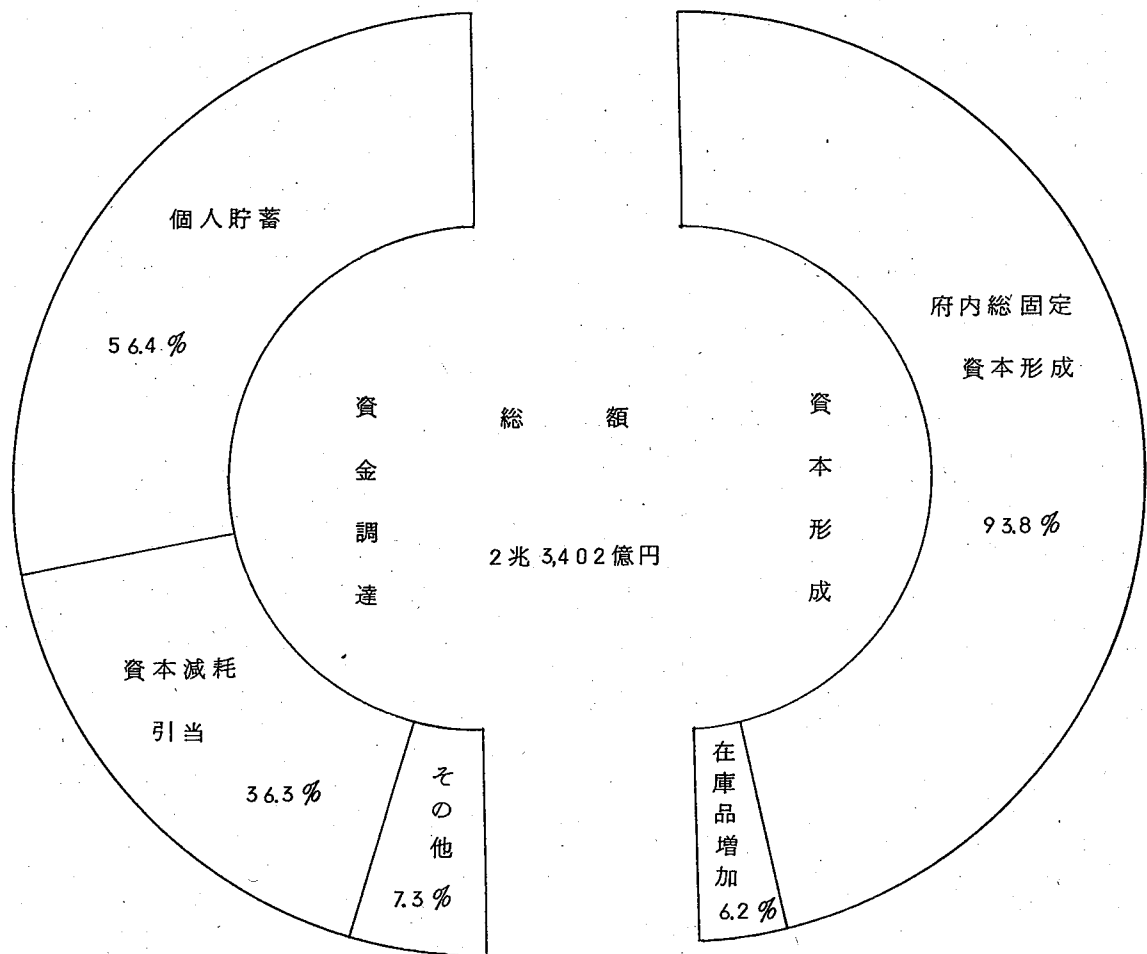 個人貯蓄
56.4%
資本減耗
引当
36.3%
その他
7.3%
資金調達
総額
2兆3,402億円
資本形成
府内総固定
資本形成
93.8%
在庫品増加
6.2%